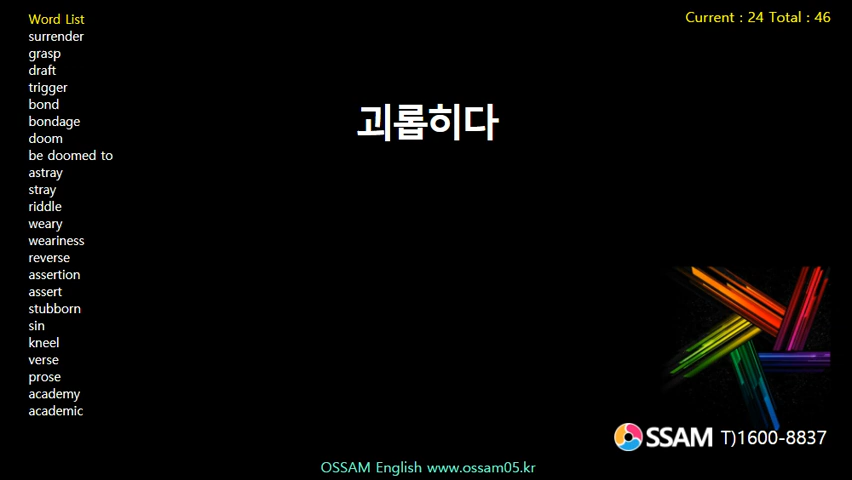 Word List
surrender
grasp
draft
trigger
bond
bondage
doom
be doomed to
astray
stray
riddle
weary
weariness
reverse
assertion
assert
stubborn
sin
kneel
verse
prose
academy
academic
Current : 24 Total : 46
괴롭히다
SSAM T)1600-8837
OSSAM English www.ossam05.kr